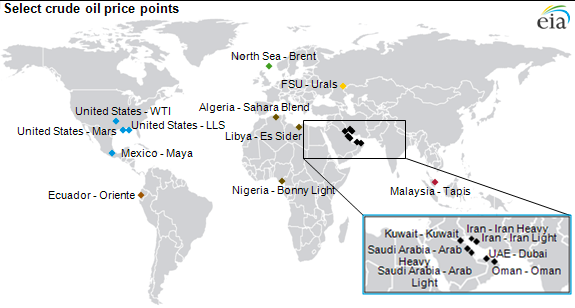 Select crude oil price points
eia
North Sea - Brent
FSU - Urals
United States - WTI
Algeria - Sahara Blend
United States - Mars
United States - LLS
Libya - Es Sider
Mexico - Maya
Ecuador - Oriente
Nigeria - Bonny Light
Malaysia - Tapis
Iran - Iran Heavy
Kuwait - Kuwait
Iran - Iran Light
Saudi Arabia - Arab
Heavy
UAE - Dubai
Saudi Arabia - Arab
Light
Oman - Oman